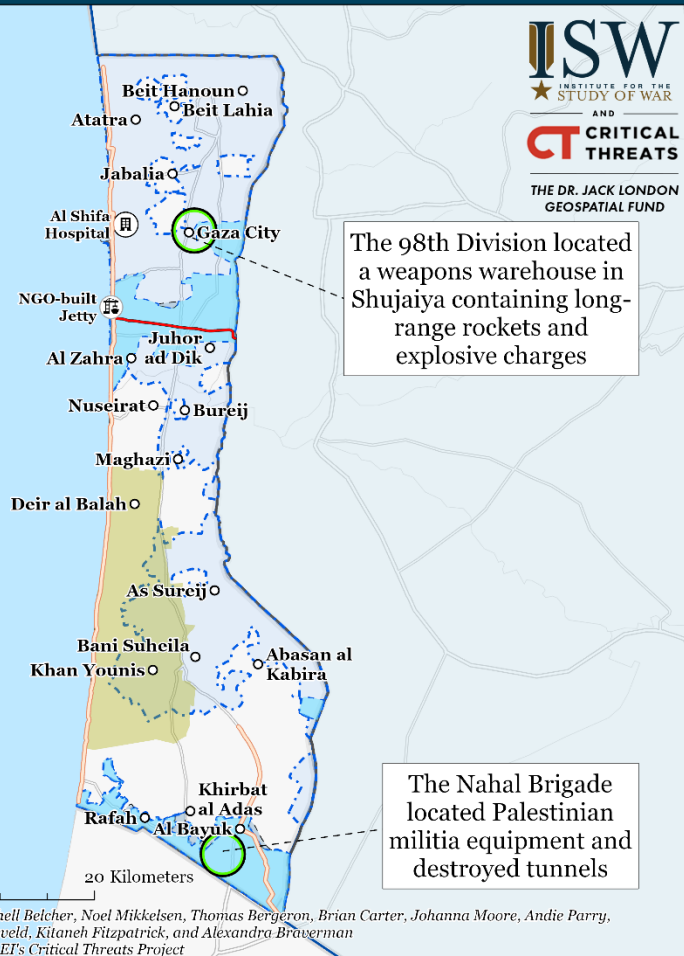 ISW
INSTITUTE FOR THE
STUDY OF WAR
AND
CT CRITICAL
THREATS
THE DR. JACK LONDON
GEOSPATIAL FUND
Beit Hanoun
Beit Lahia
Atatra
Jabalia
Al Shifa
Hospital
Gaza City
The 98th Division located
a weapons warehouse in
Shujaiya containing long-
range rockets and
explosive charges
NGO-built
Jetty
Juhor
ad Dik
Al Zahra
Nuseirat
Bureij
Maghazi
Deir al Balah
As Sureij
Bani Suheila
Khan Younis
Abasan al
Kabira
The Nahal Brigade
located Palestinian
militia equipment and
destroyed tunnels
Khirbat
al Adas
Rafah
Al Bayuk
20 Kilometers
Belcher, Noel Mikkelsen, Thomas Bergeron, Brian Carter, Johanna Moore, Andie Parry,
Kitaneh Fitzpatrick, and Alexandra Braverman
EI's Critical Threats Project